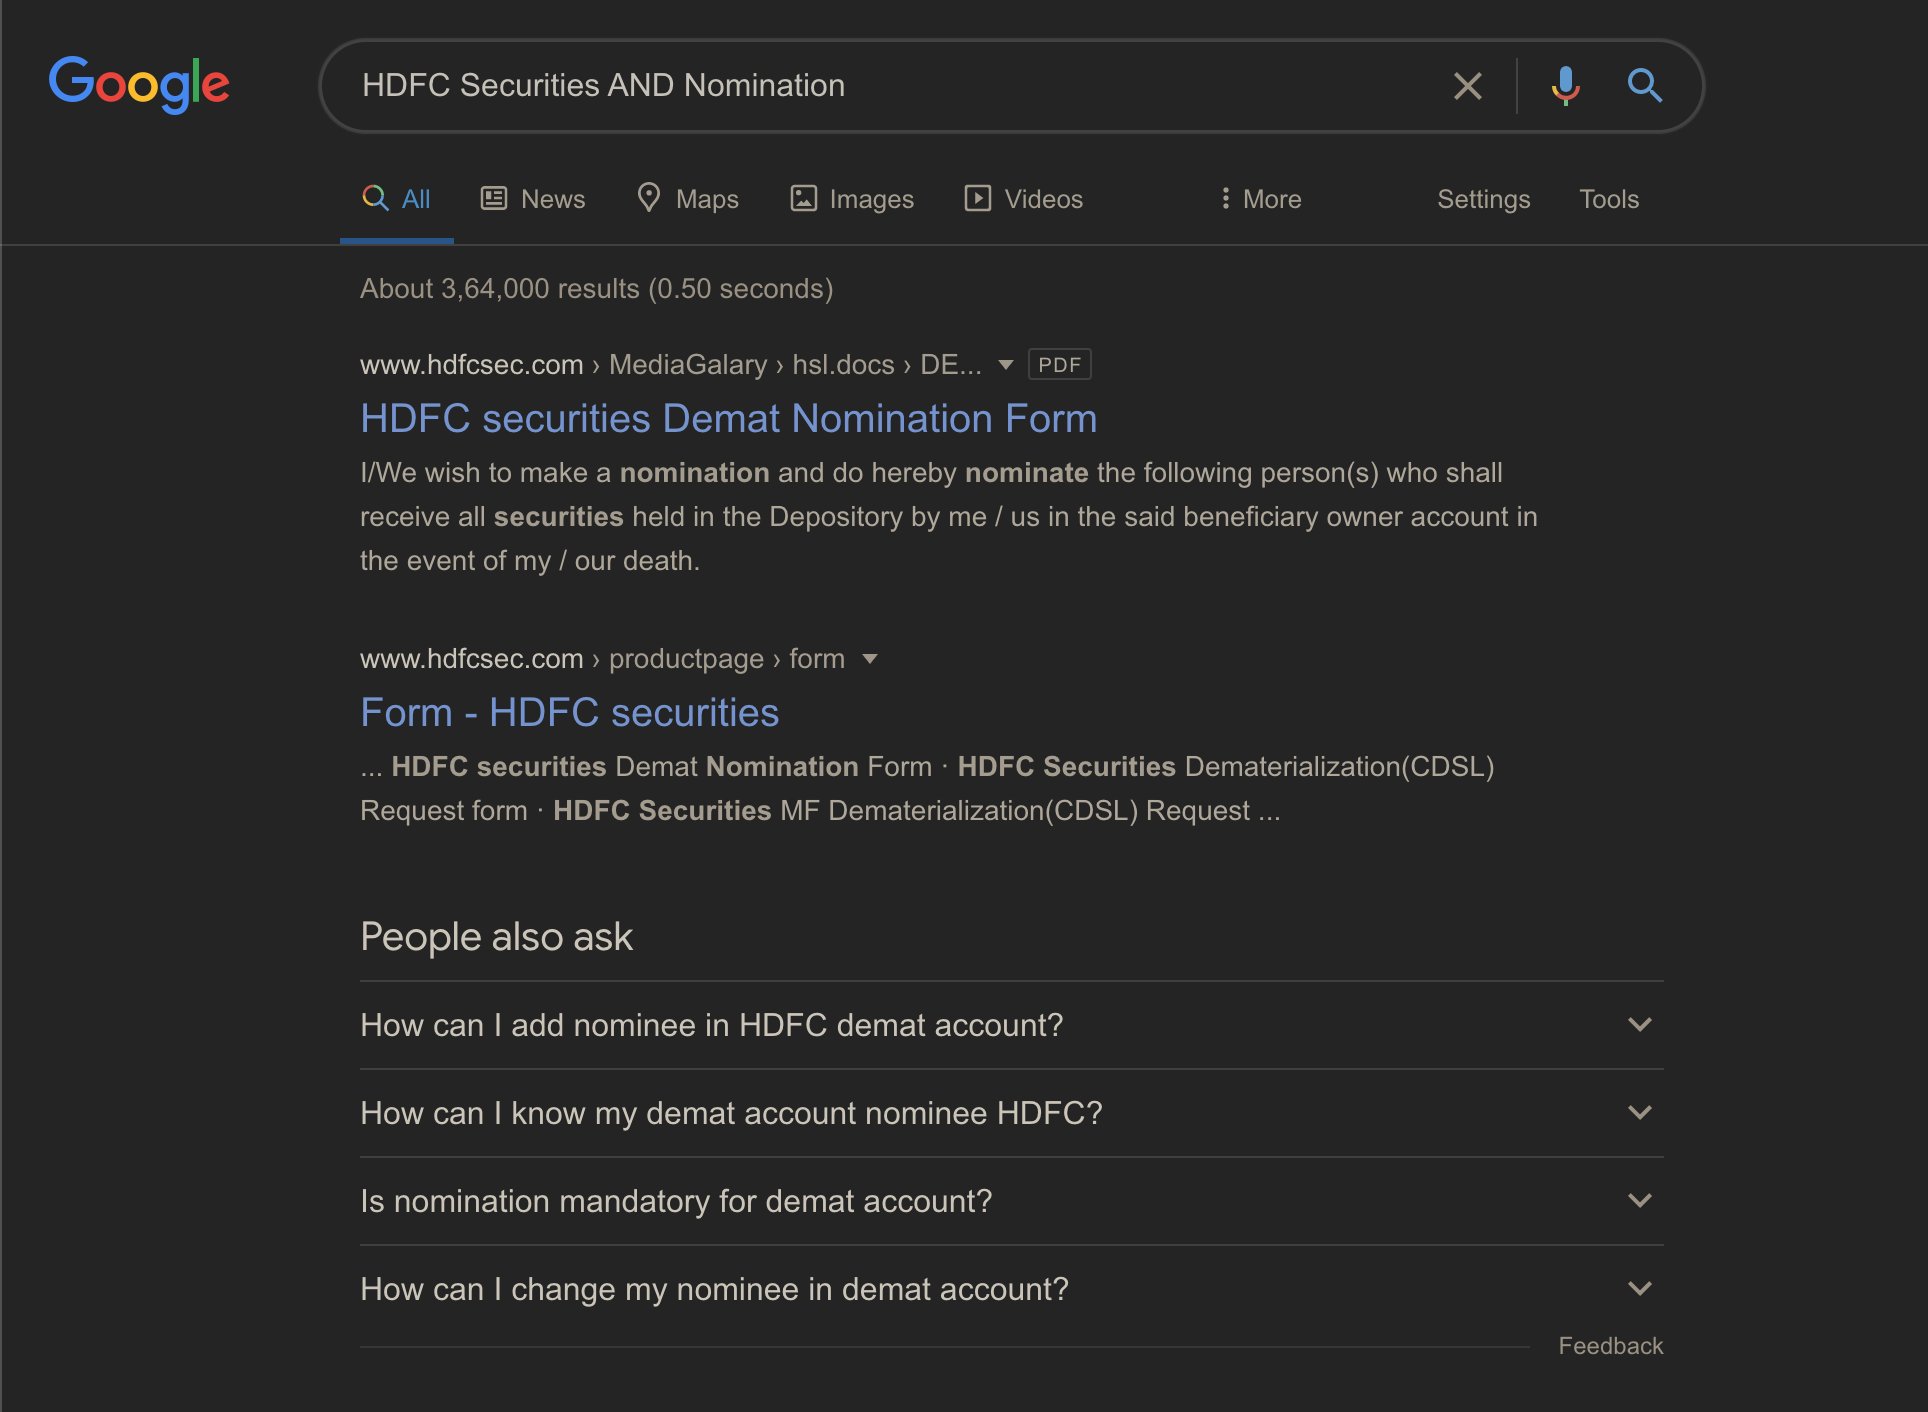 Google
HDFC Securities AND Nomination
All News Maps Images Videos More Settings Tools
About 3,64,000 results (0.50 seconds)
www.hdfcsec.com › MediaGalary › hsl.docs › DE... PDF
HDFC securities Demat Nomination Form
I/We wish to make a nomination and do hereby nominate the following person(s) who shall
receive all securities held in the Depository by me / us in the said beneficiary owner account in
the event of my / our death.
www.hdfcsec.com › productpage › form
Form - HDFC securities
... HDFC securities Demat Nomination Form · HDFC Securities Dematerialization(CDSL)
Request form · HDFC Securities MF Dematerialization(CDSL) Request ...
People also ask
How can I add nominee in HDFC demat account?
How can I know my demat account nominee HDFC?
Is nomination mandatory for demat account?
How can I change my nominee in demat account?
Feedback